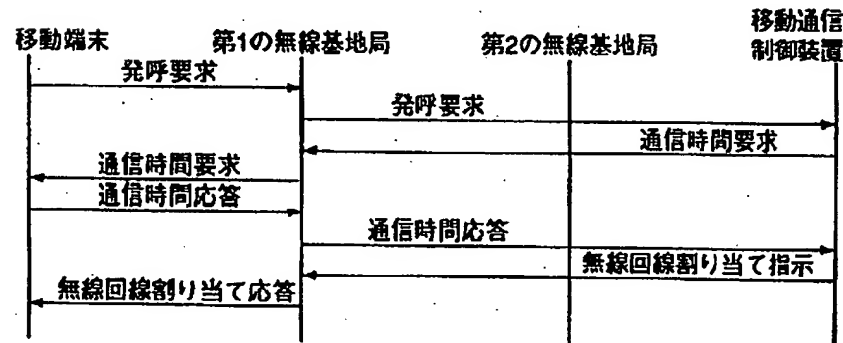 移動端末
第1の無線基地局
第2の無線基地局
移動通信
制御装置
発呼要求
発呼要求
通信時間要求
通信時間要求
通信時間応答
通信時間応答
無線回線割り当て指示
無線回線割り当て応答